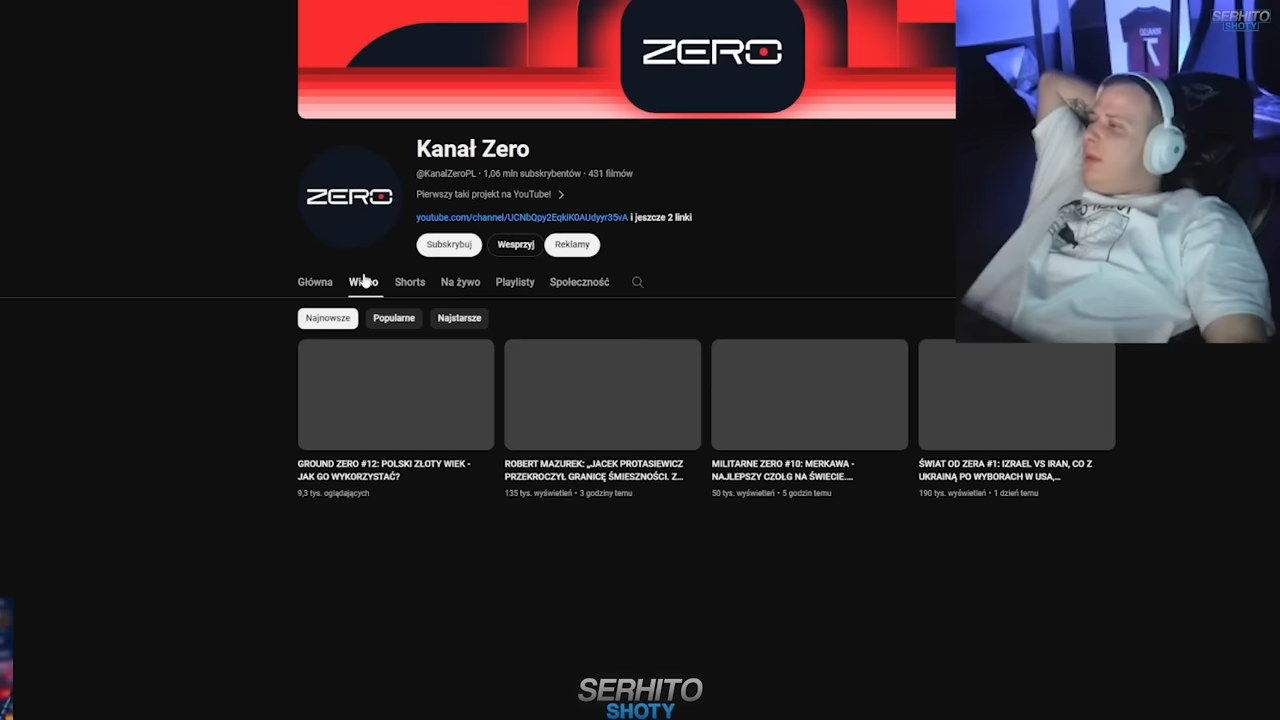 ZERO
SERHITO
SHOTY
7
Kanał Zero
ZERO
@KanalZeroPL · 1,06 mln subskrybentów · 431 filmów
Pierwszy taki projekt na YouTube!
youtube.com/channel/UCNbQpy2EqkiK0AUdyyr35vA i jeszcze 2 linki
Subskrybuj
Wesprzyj
Reklamy
Główna
Shorts
Na żywo
Playlisty
Społeczność
Najnowsze
Popularne
Najstarsze
GROUND ZERO #12: POLSKI ZŁOTY WIEK -
JAK GO WYKORZYSTAĆ?
9,3 tys. oglądających
ROBERT MAZUREK: „JACEK PROTASIEWICZ
PRZEKROCZYŁ GRANICĘ ŚMIESZNOŚCI. Z...
135 tys. wyświetleń · 3 godziny temu
MILITARNE ZERO #10: MERKAWA -
NAJLEPSZY CZOŁG NA ŚWIECIE....
50 tys. wyświetleń · 5 godzin temu
ŚWIAT OD ZERA #1: IZRAEL VS IRAN, CO Z
UKRAINĄ PO WYBORACH W USA,...
190 tys. wyświetleń · 1 dzień temu
SERHITO
SHOTY